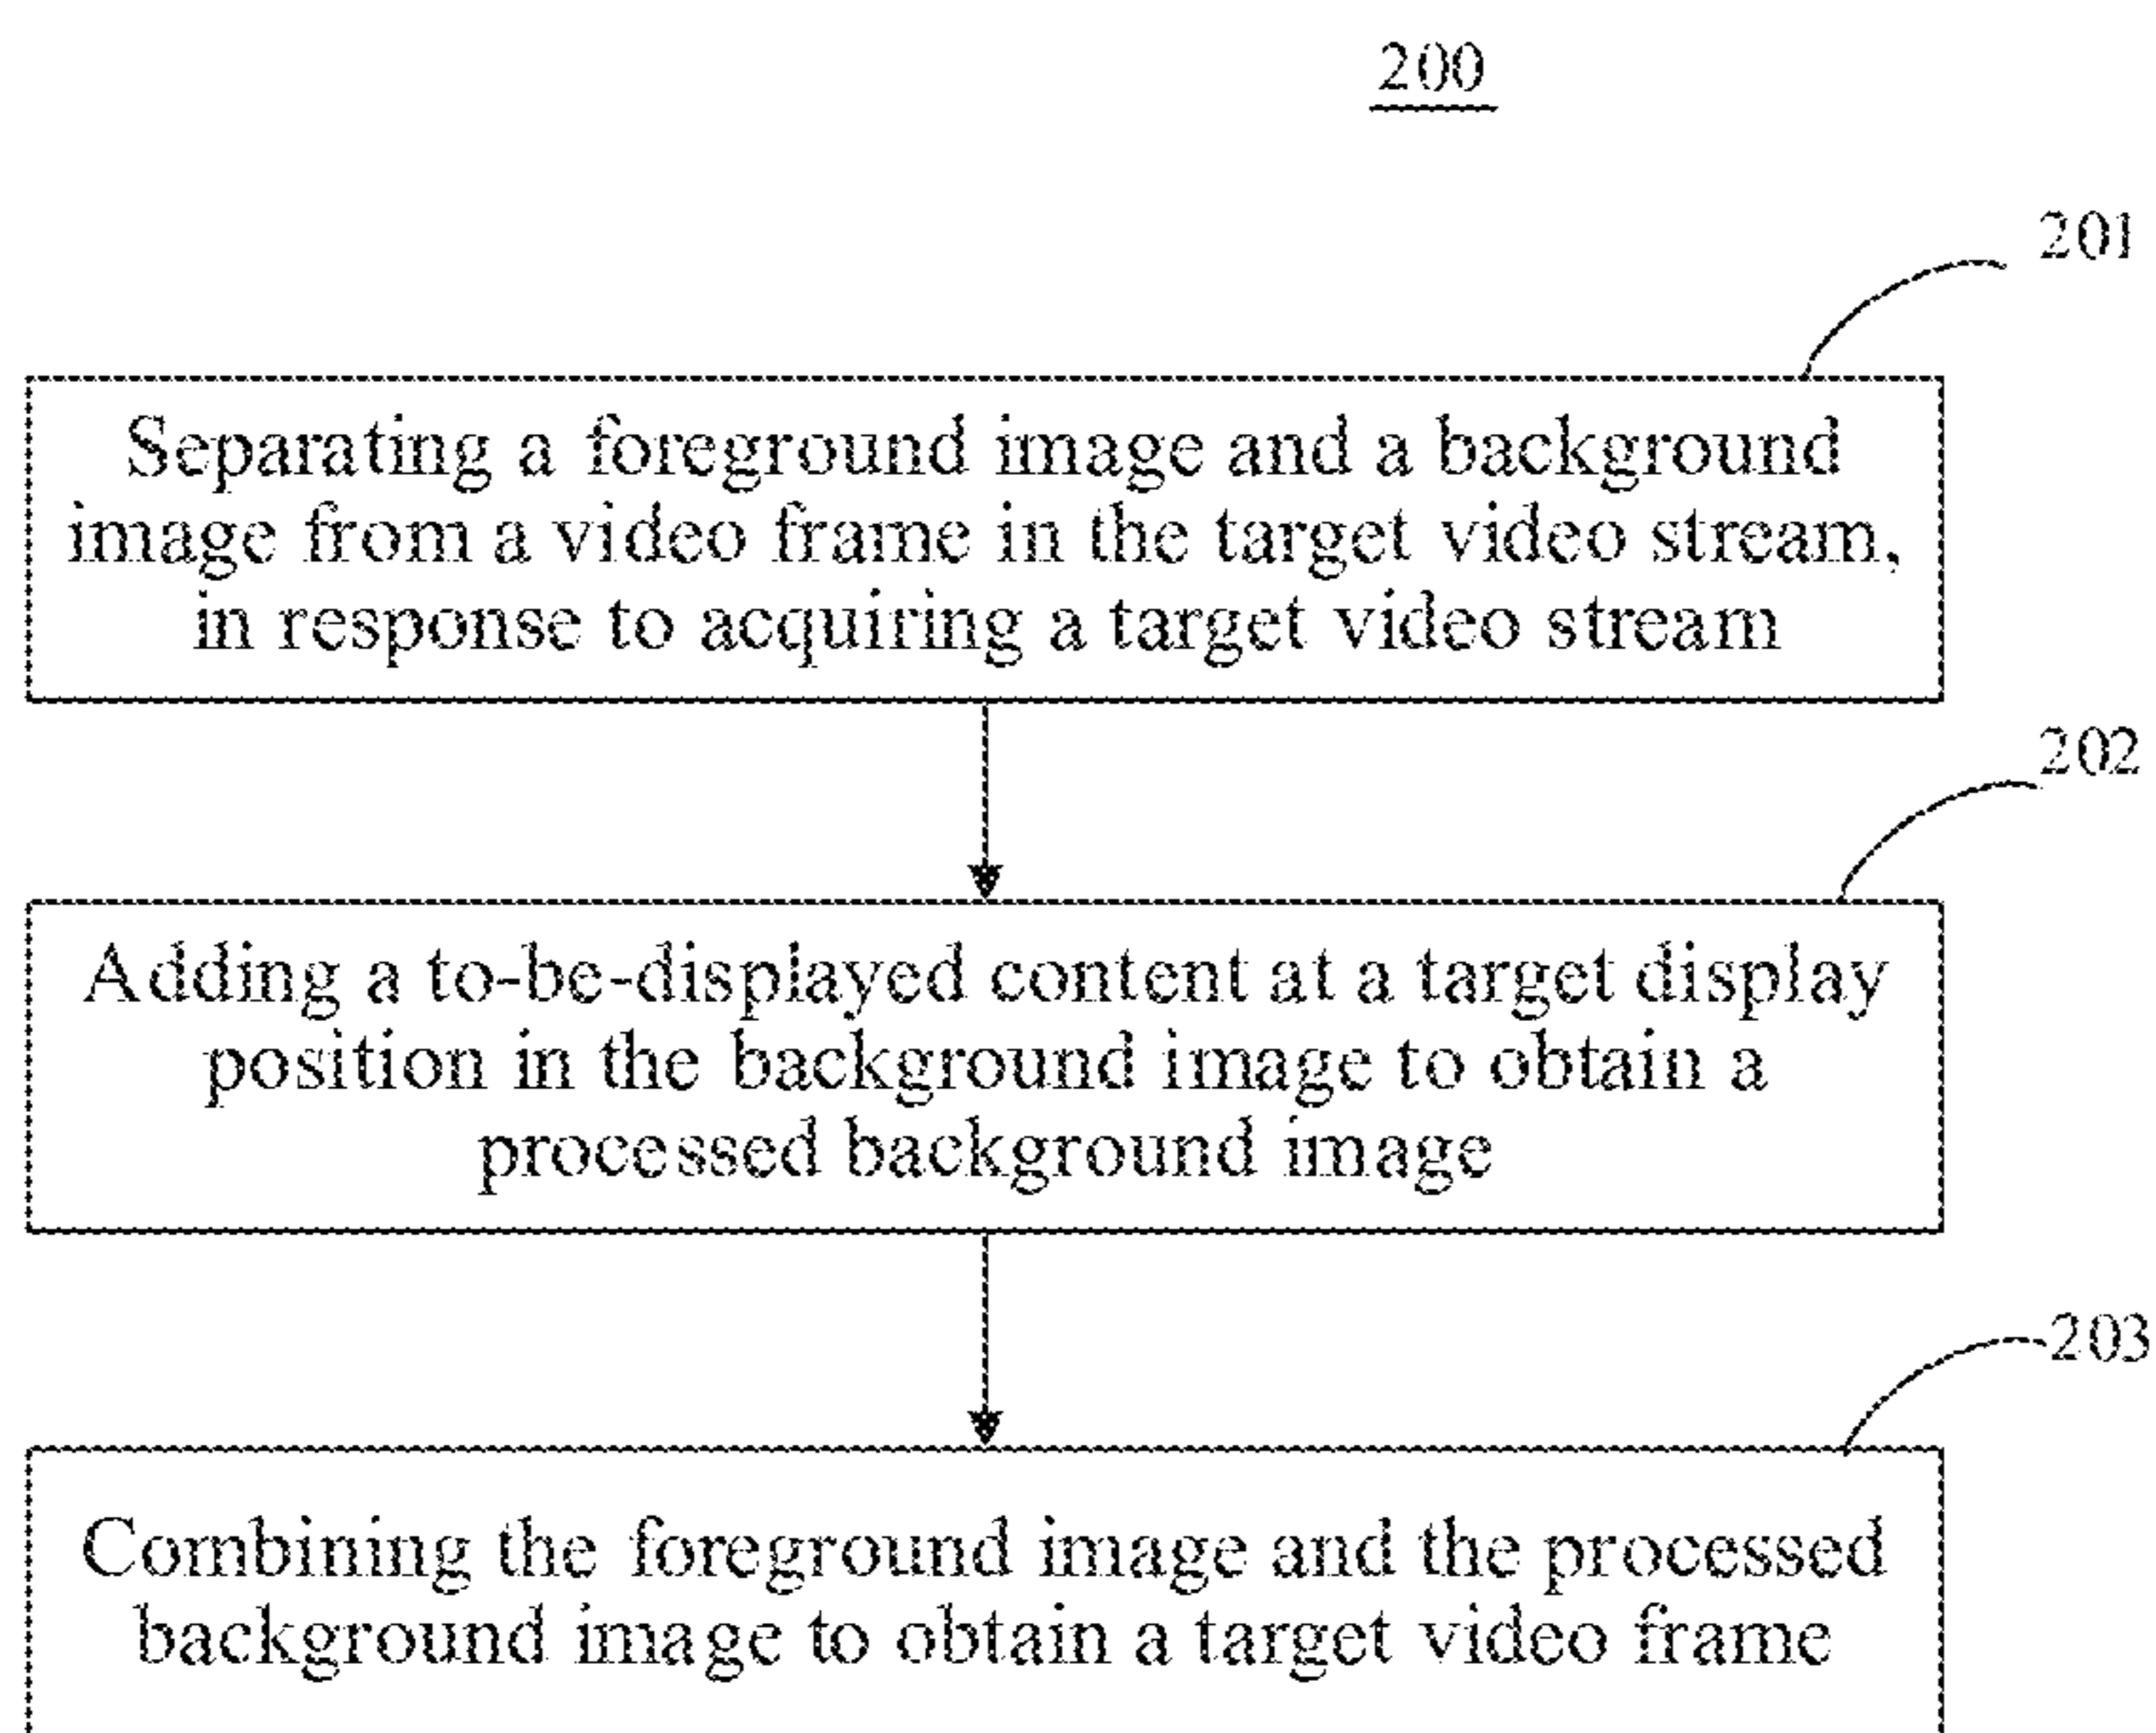 200
201
Separating a foreground image and a background
image from a video frame in the target video stream,
in response to acquiring a target video stream
202
Adding a to-be-displayed content at a target display
position in the background image to obtain a
processed background image
203
Combining the foreground image and the processed
background image to obtain a target video frame